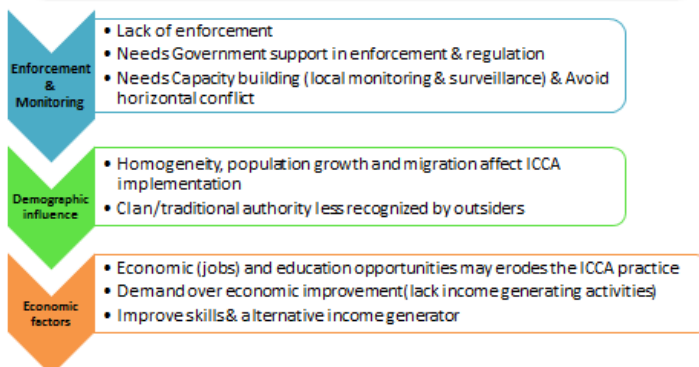 Enforcement
&
Monitoring
• Lack of enforcement
• Needs Government support in enforcement & regulation
• Needs Capacity building (local monitoring & surveillance) & Avoid
horizontal conflict
Demographic
influence
• Homogeneity, population growth and migration affect ICCA
implementation
• Clan/traditional authority less recognized by outsiders
Economic
factors
• Economic (jobs) and education opportunities may erodes the ICCA practice
• Demand over economic improvement(lack income generating activities)
• Improve skills& alternative income generator